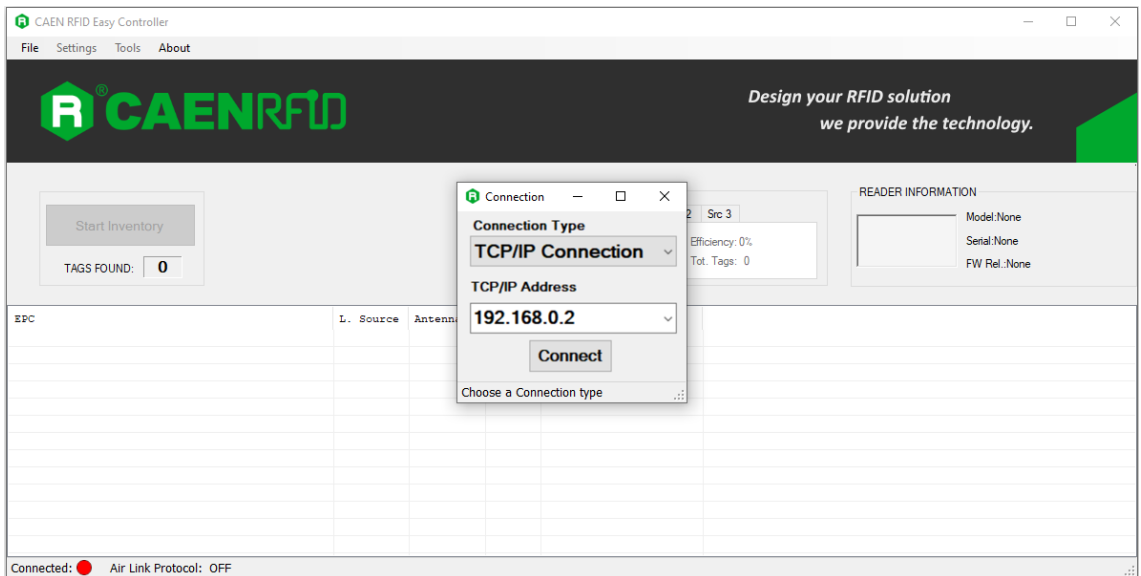 CAEN RFID Easy Controller
File Settings Tools About
R ® CAENRFID
Design your RFID solution
we provide the technology.
Start Inventory
TAGS FOUND: 0
Connection
Connection Type
TCP/IP Connection
TCP/IP Address
192.168.0.2
Connect
Choose a Connection type
2 Src 3
Efficiency: 0%
Tot. Tags: 0
READER INFORMATION
Model:None
Serial:None
FW Rel.:None
EPC L. Source Antenn
Connected: Air Link Protocol: OFF